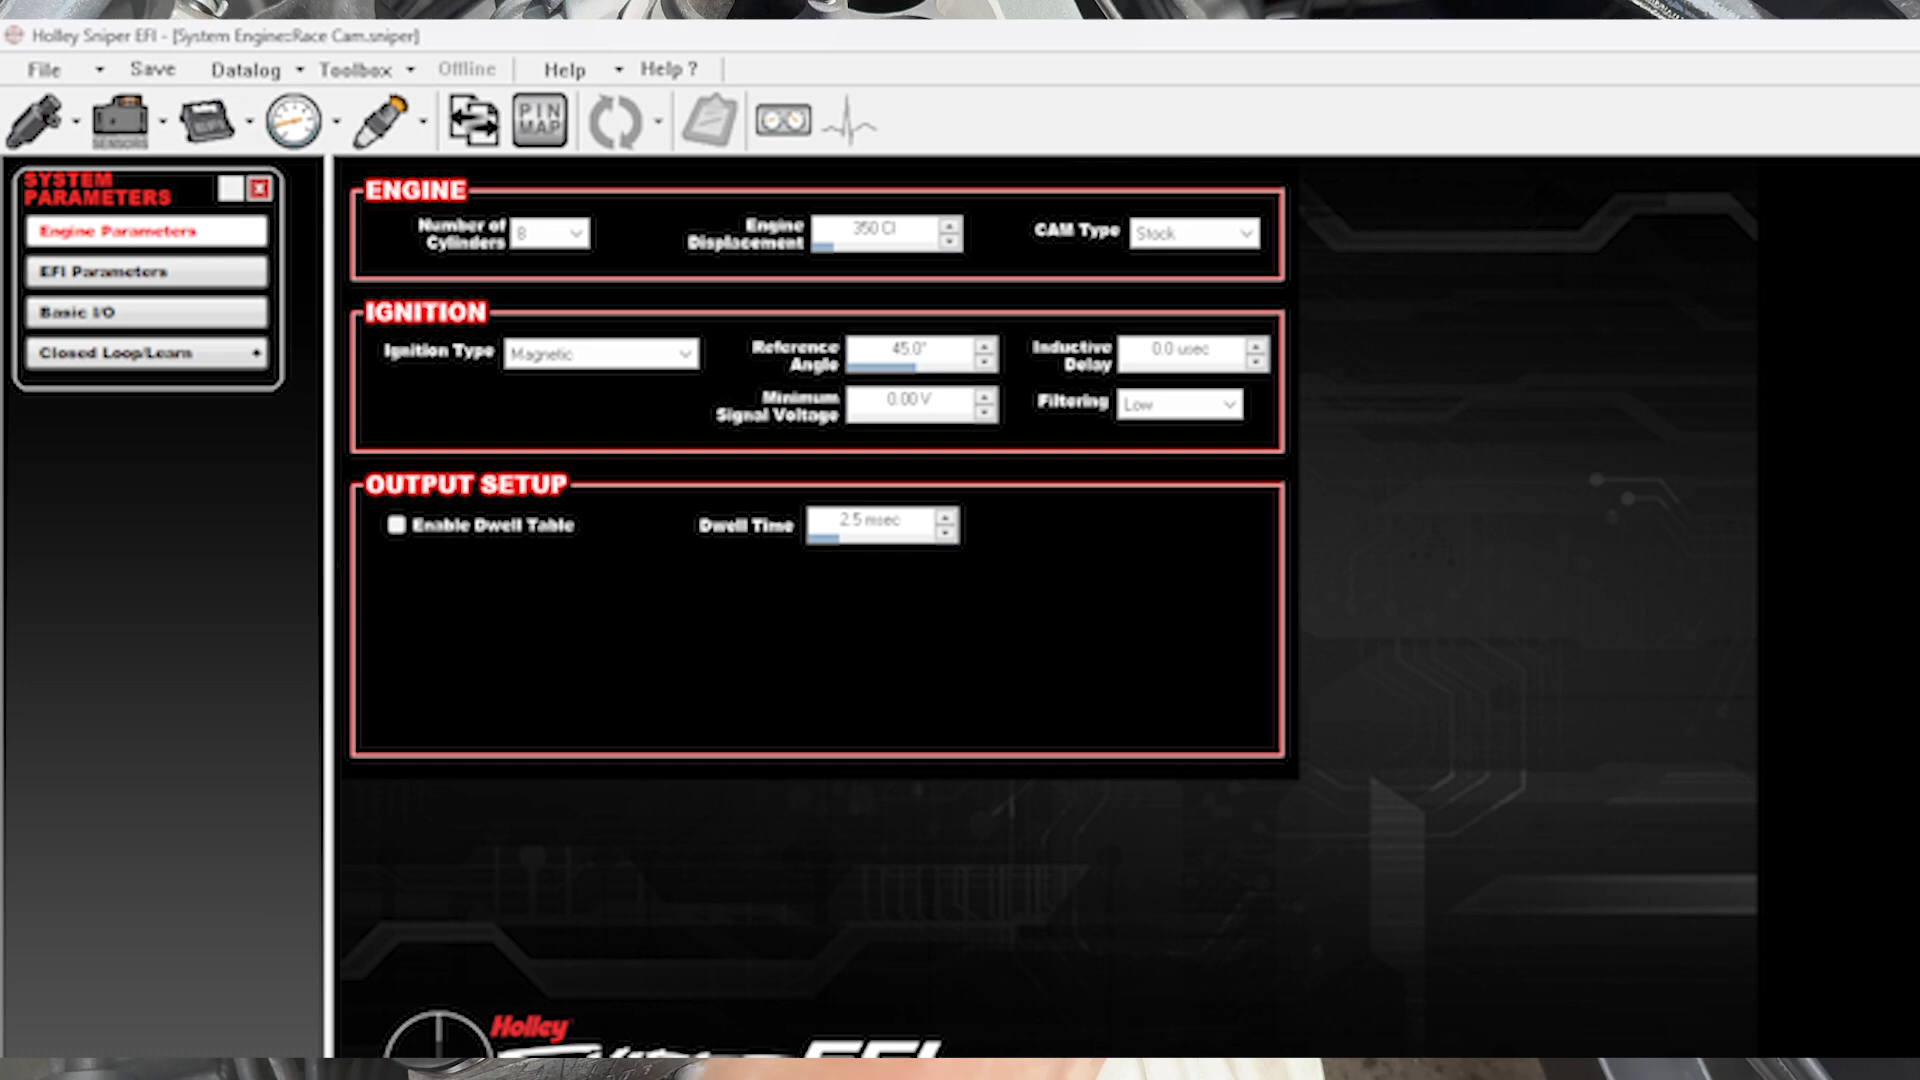 Holley Sniper EFI - [System Engine=Race Cam.sniper]
File Save Datalog Toolbox Offline Help Help ?
SENSORS
PIN MAP
SYSTEM PARAMETERS
Engine Parameters
EFI Parameters
Basic I/O
Closed Loop/Learn
ENGINE
Number of Cylinders 8
Engine Displacement 350 CI
CAM Type Stock
IGNITION
Ignition Type Magnetic
Reference Angle 45.0°
Inductive Delay 0.0 usec
Minimum Signal Voltage 0.00 V
Filtering Low
OUTPUT SETUP
Enable Dwell Table
Dwell Time 2.5 msec
Holley
EFI